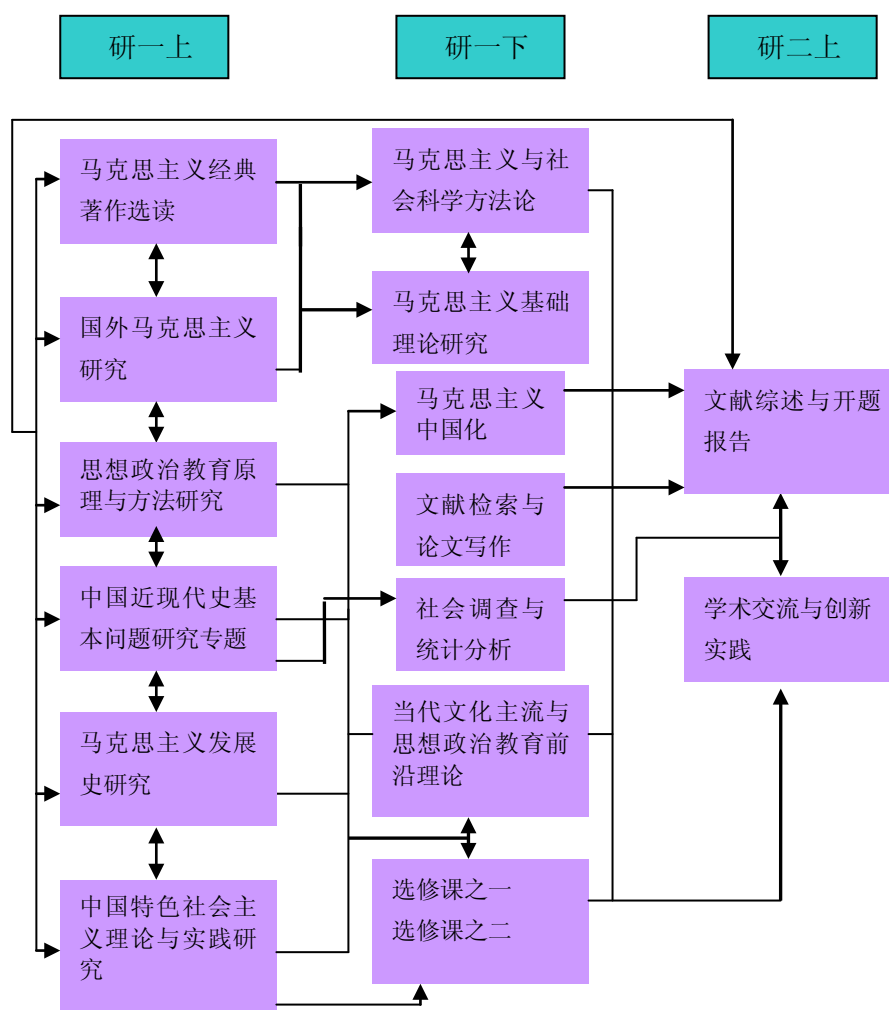 研一上
研一下
研二上
马克思主义经典
著作选读
国外马克思主义
研究
思想政治教育原
理与方法研究
中国近现代史基
本问题研究专题
马克思主义发展
史研究
中国特色社会主
义理论与实践研
究
马克思主义与社
会科学方法论
马克思主义基础
理论研究
马克思主义
中国化
文献检索与
论文写作
社会调查与
统计分析
当代文化主流与
思想政治教育前
沿理论
选修课之一
选修课之二
文献综述与开题
报告
学术交流与创新
实践